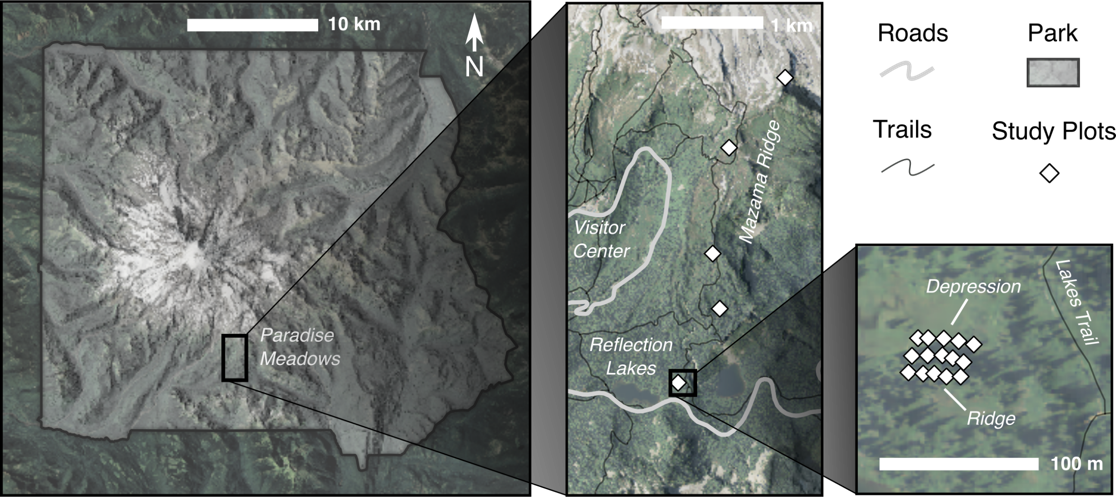 10 km
N
Paradise
Meadows
1 km
Mazama Ridge
Visitor
Center
Reflection
Lakes
Roads
Park
Trails
Study Plots
Depression
Lakes Trail
Ridge
100 m